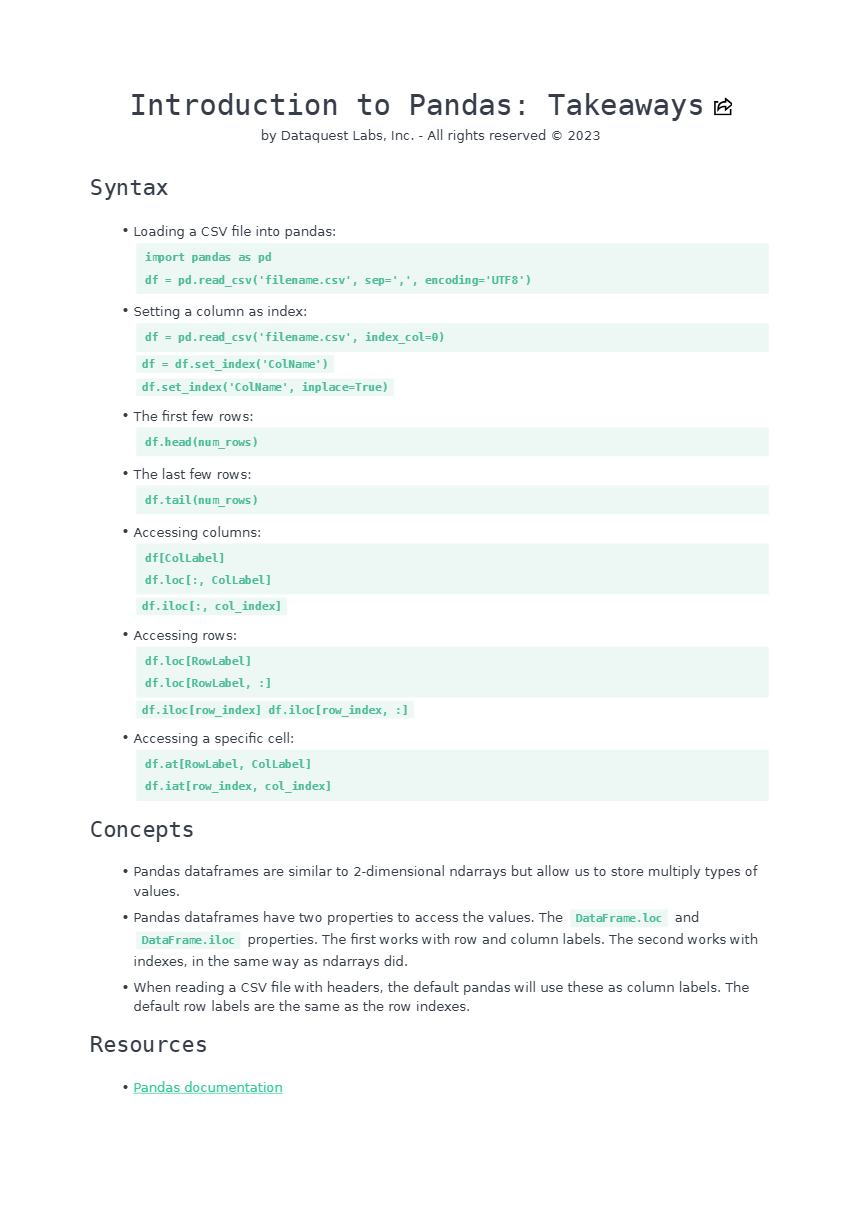 Introduction to Pandas: Takeaways
by Dataquest Labs, Inc. - All rights reserved © 2023
Syntax
• Loading a CSV file into pandas:
import pandas as pd
df = pd.read_csv('filename.csv', sep=',', encoding='UTF8')
• Setting a column as index:
df = pd.read_csv('filename.csv', index_col=0)
df = df.set_index('ColName')
df.set_index('ColName', inplace=True)
• The first few rows:
df.head(num_rows)
• The last few rows:
df.tail(num_rows)
• Accessing columns:
df[ColLabel]
df.loc[:, ColLabel]
df.iloc[:, col_index]
• Accessing rows:
df.loc[RowLabel]
df.loc[RowLabel, :]
df.iloc[row_index] df.iloc[row_index, :]
• Accessing a specific cell:
df.at[RowLabel, ColLabel]
df.iat[row_index, col_index]
Concepts
• Pandas dataframes are similar to 2-dimensional ndarrays but allow us to store multiply types of
values.
• Pandas dataframes have two properties to access the values. The DataFrame.loc and
DataFrame.iloc properties. The first works with row and column labels. The second works with
indexes, in the same way as ndarrays did.
• When reading a CSV file with headers, the default pandas will use these as column labels. The
default row labels are the same as the row indexes.
Resources
• Pandas documentation